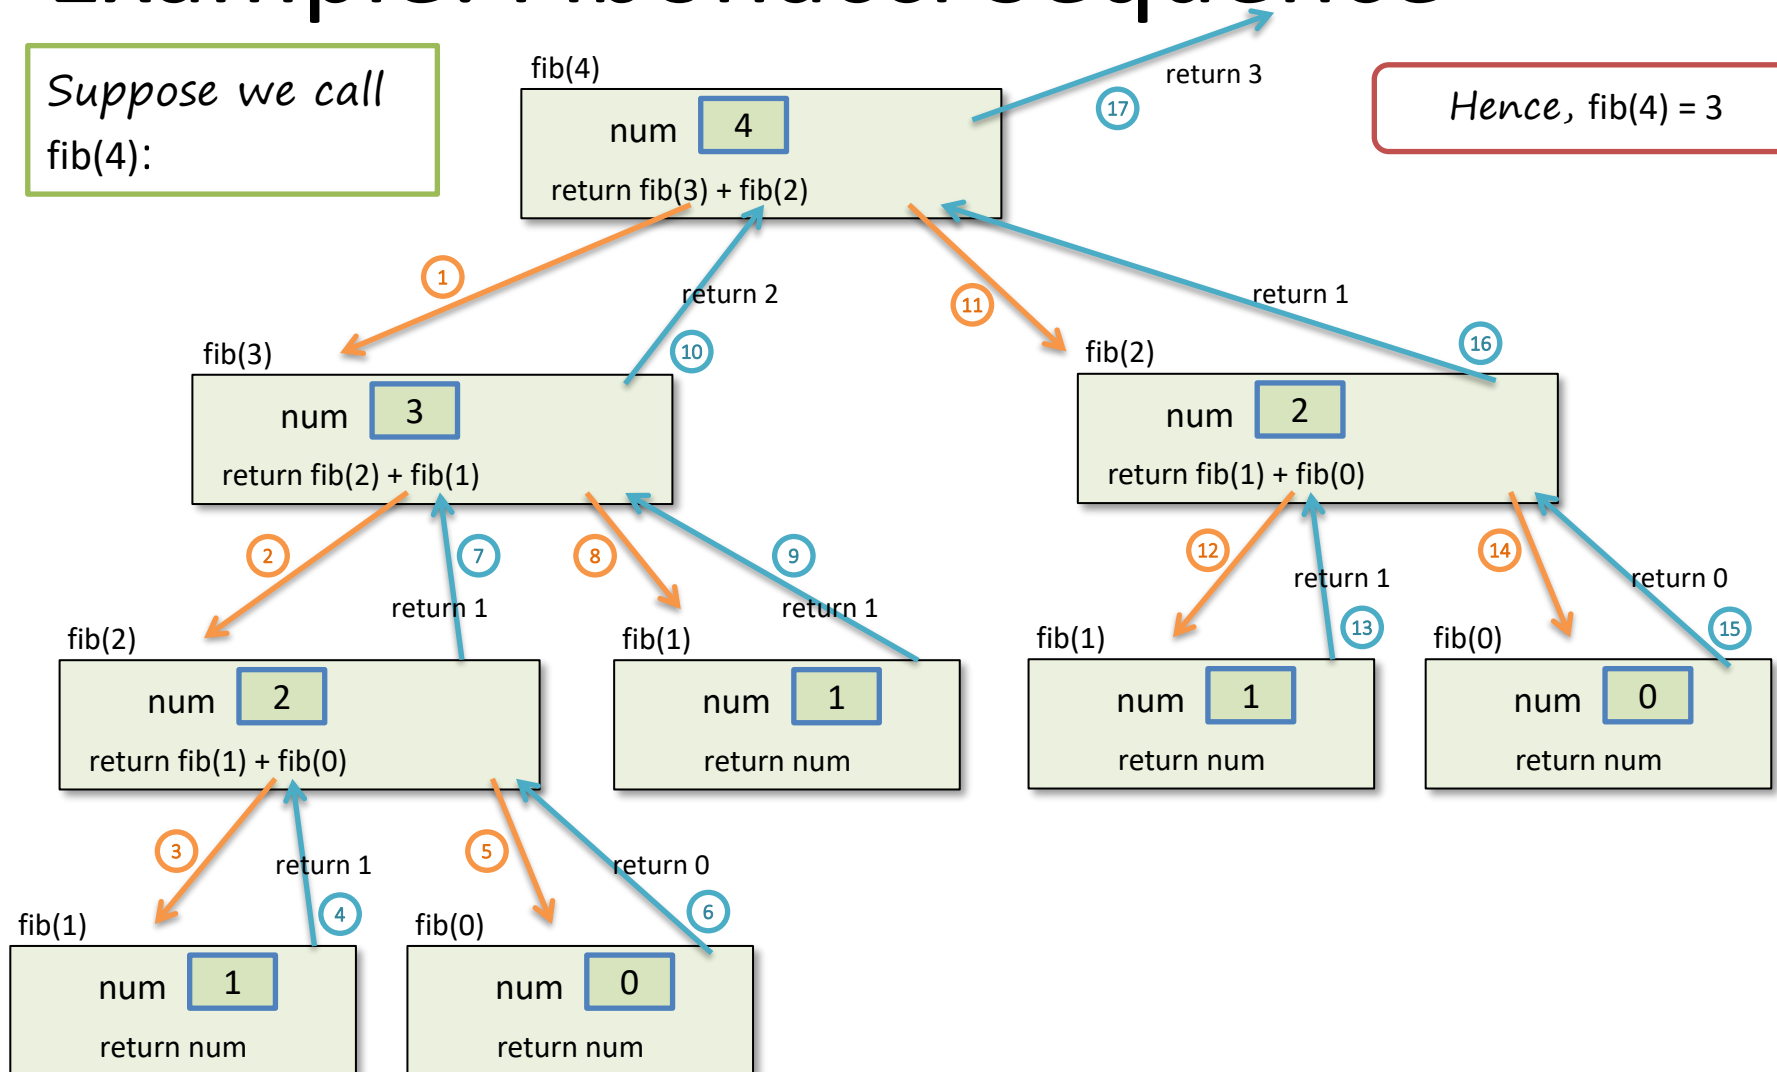 Example: Fibonacci Sequence
Suppose we call
fib(4):
fib(4)
num 4
return fib(3) + fib(2)
return 3
17
Hence, fib(4) = 3
1
return 2
10
11
return 1
16
fib(3)
num 3
return fib(2) + fib(1)
fib(2)
num 2
return fib(1) + fib(0)
2
7
return 1
8
9
return 1
12
return 1
13
14
return 0
15
fib(2)
num 2
return fib(1) + fib(0)
fib(1)
num 1
return num
fib(1)
num 1
return num
fib(0)
num 0
return num
3
return 1
4
5
return 0
6
fib(1)
num 1
return num
fib(0)
num 0
return num